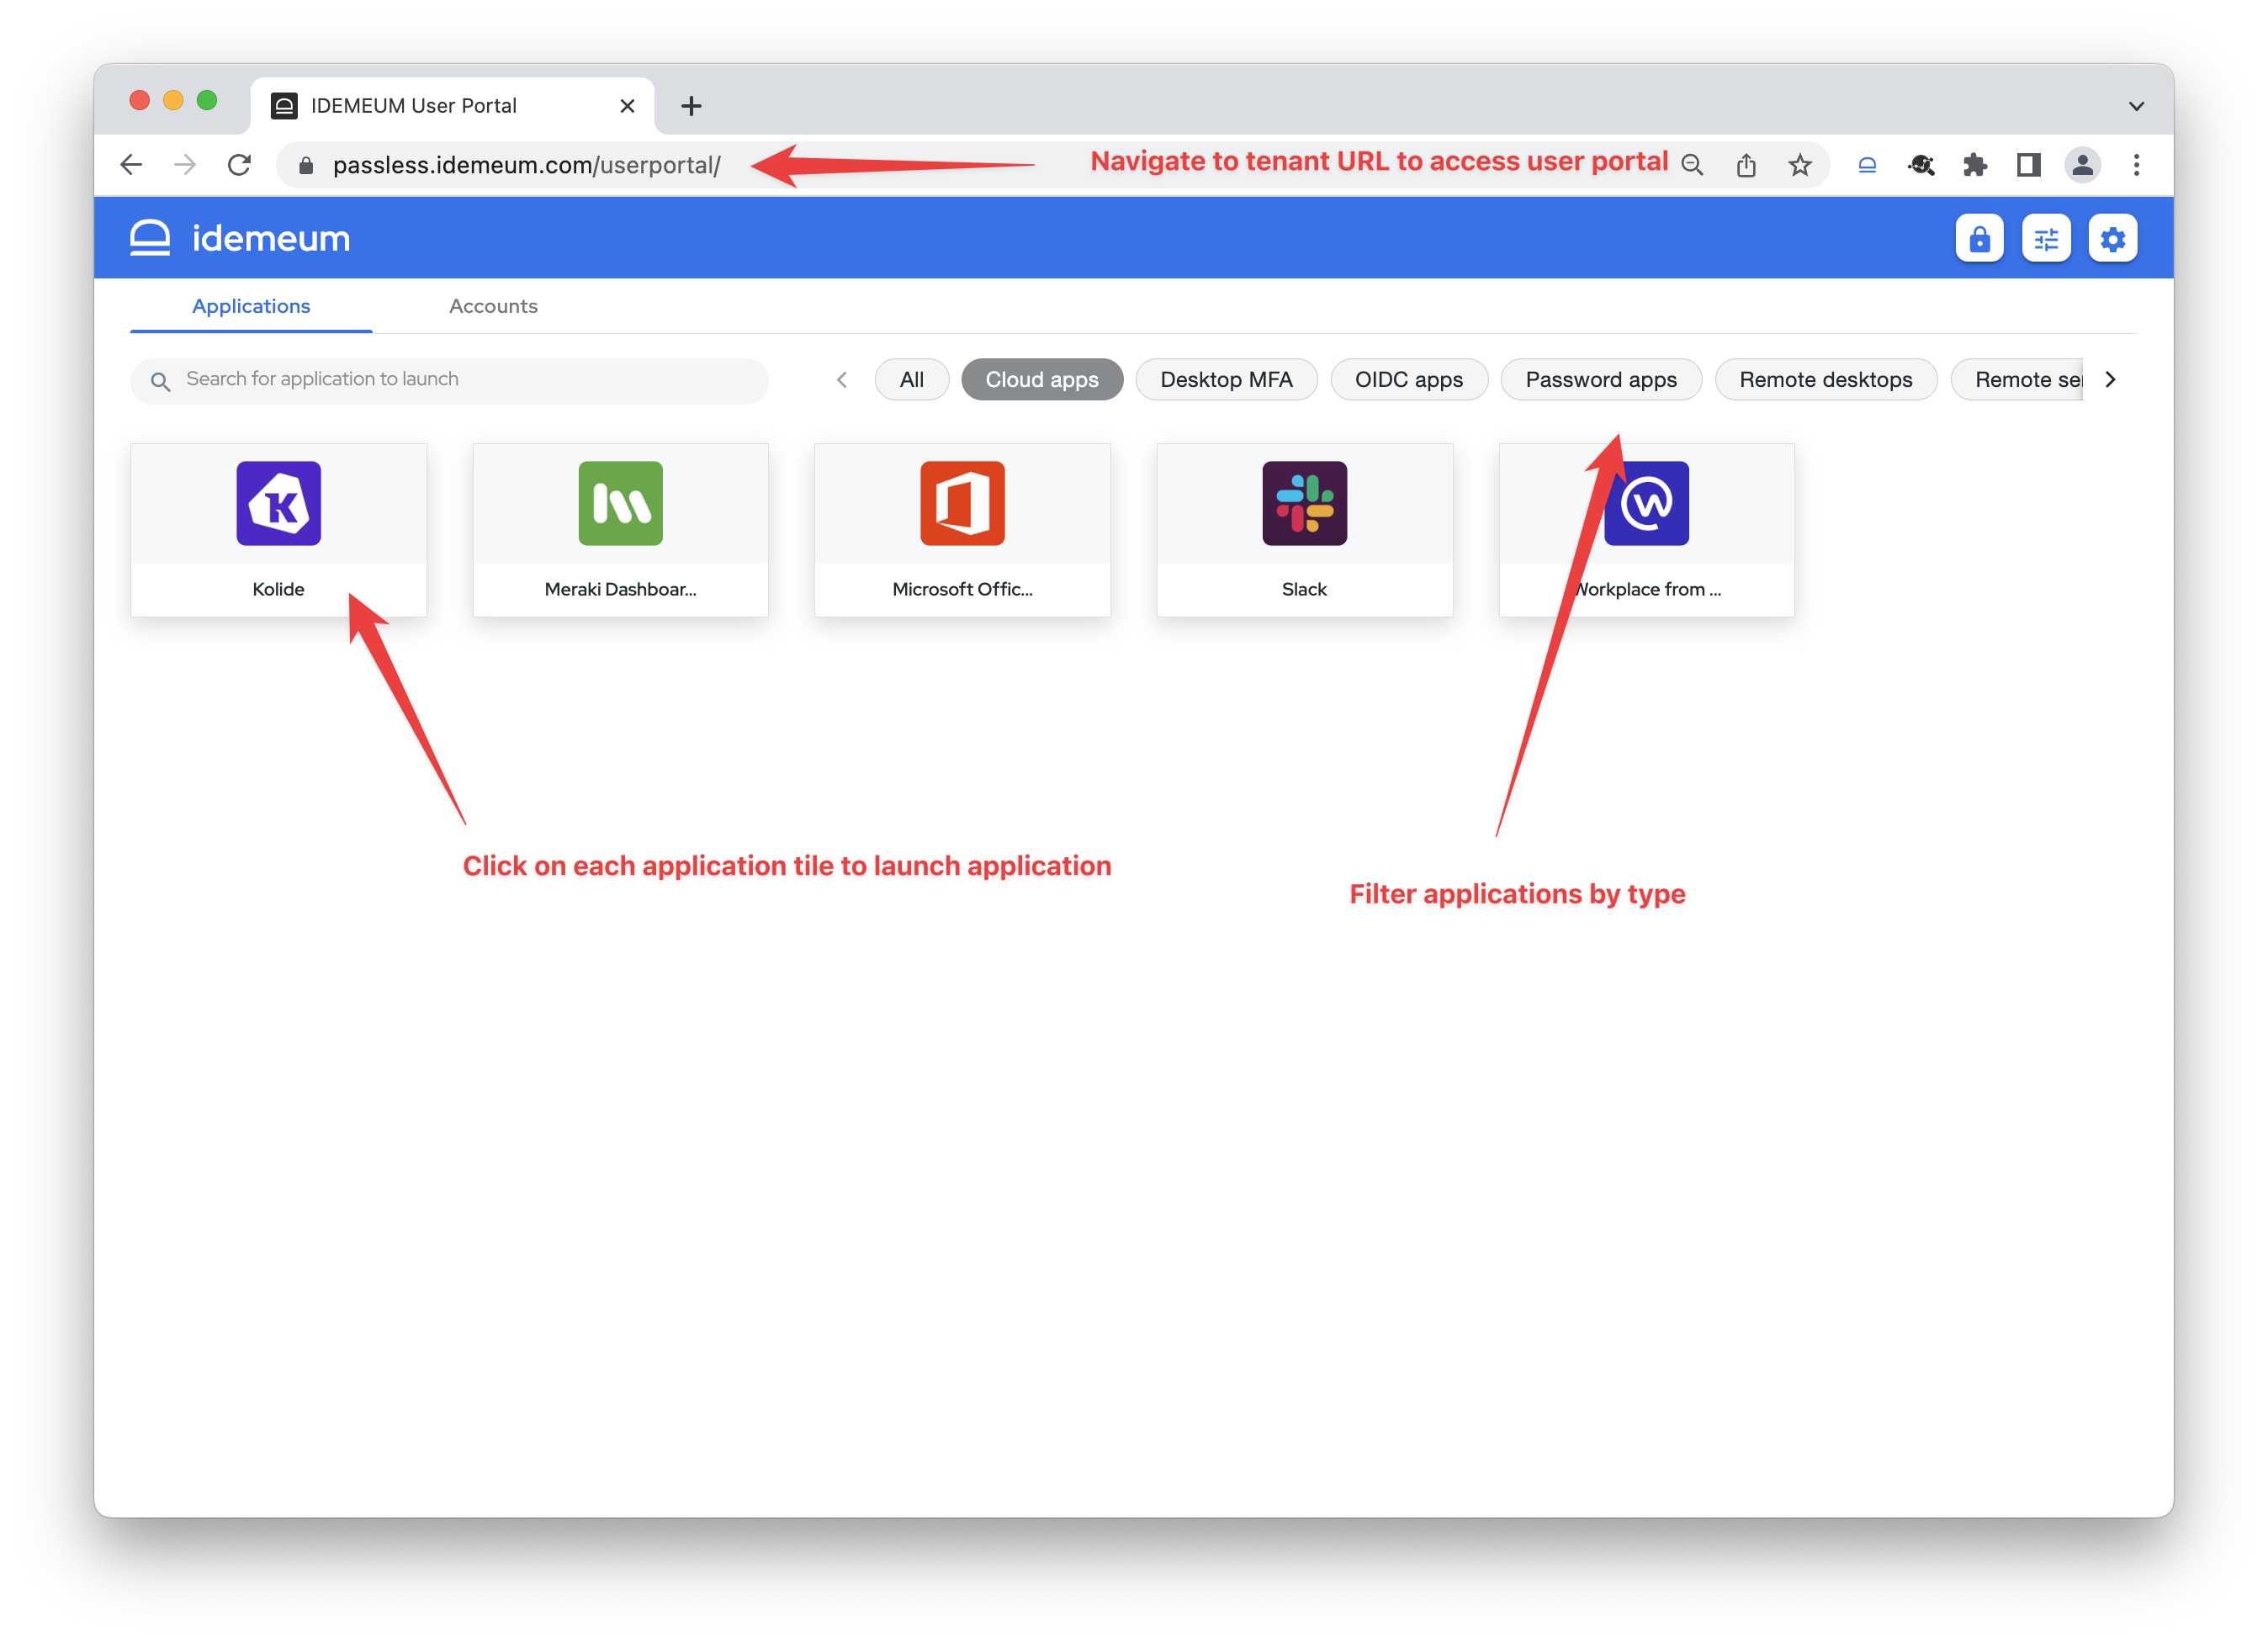 IDEMEUM User Portal
passless.idemeum.com/userportal/
Navigate to tenant URL to access user portal
idemeum
Applications
Accounts
Search for application to launch
All
Cloud apps
Desktop MFA
OIDC apps
Password apps
Remote desktops
Remote se
Kolide
Meraki Dashboar...
Microsoft Offic...
Slack
Workplace from ...
Click on each application tile to launch application
Filter applications by type